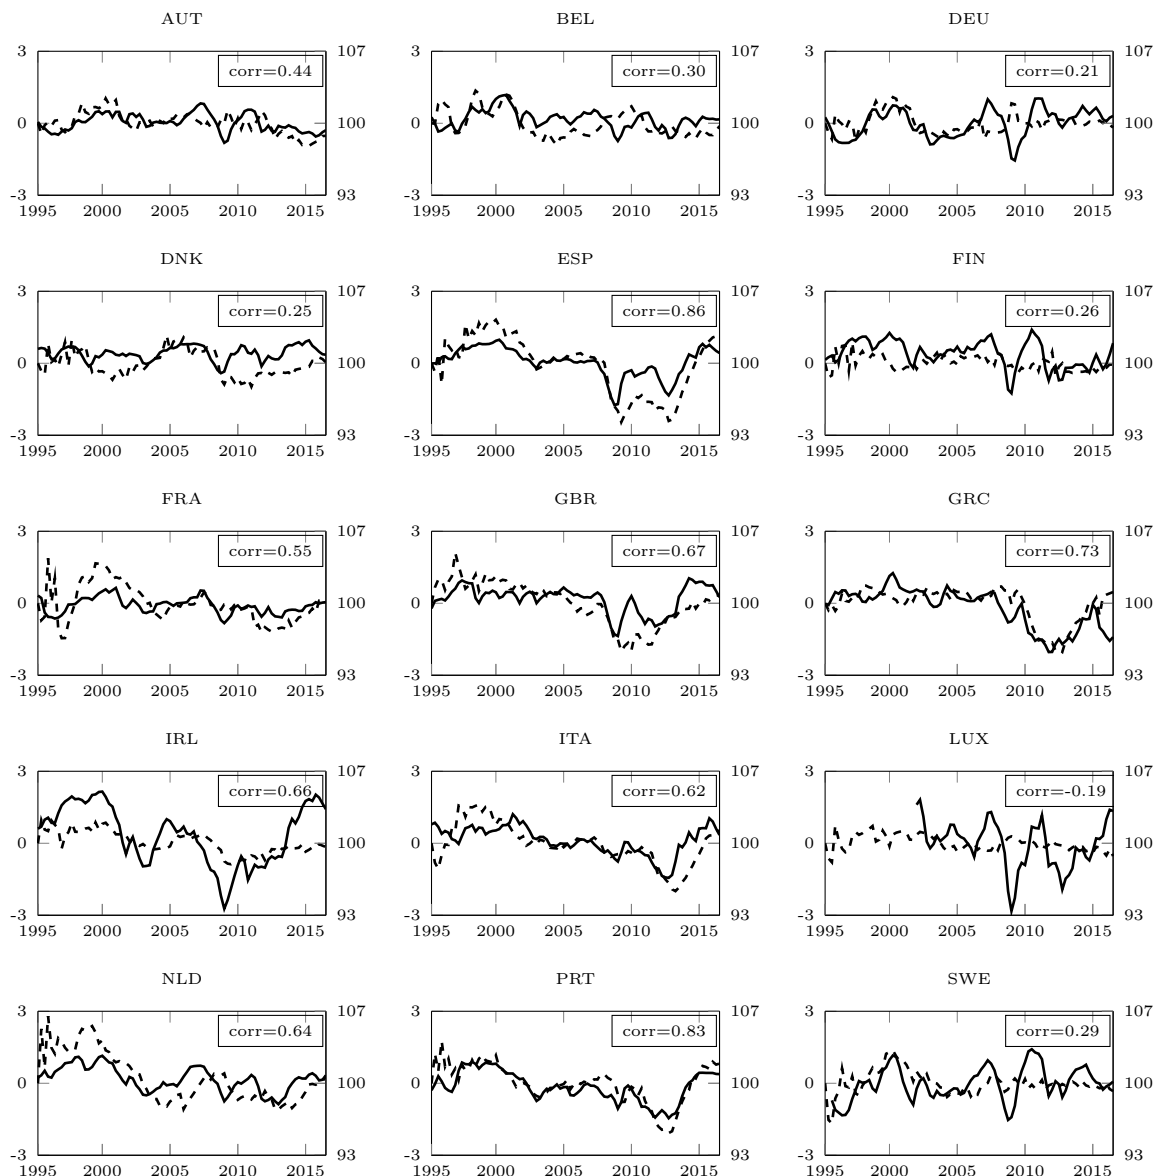 AUT BEL DEU
3 107 3 107 3 107
corr=0.44 corr=0.30 corr=0.21
0 100 0 100 0 100
-3 93 -3 93 -3 93
1995 2000 2005 2010 2015 1995 2000 2005 2010 2015 1995 2000 2005 2010 2015
DNK ESP FIN
3 107 3 107 3 107
corr=0.25 corr=0.86 corr=0.26
0 100 0 100 0 100
-3 93 -3 93 -3 93
1995 2000 2005 2010 2015 1995 2000 2005 2010 2015 1995 2000 2005 2010 2015
FRA GBR GRC
3 107 3 107 3 107
corr=0.55 corr=0.67 corr=0.73
0 100 0 100 0 100
-3 93 -3 93 -3 93
1995 2000 2005 2010 2015 1995 2000 2005 2010 2015 1995 2000 2005 2010 2015
IRL ITA LUX
3 107 3 107 3 107
corr=0.66 corr=0.62 corr=-0.19
0 100 0 100 0 100
-3 93 -3 93 -3 93
1995 2000 2005 2010 2015 1995 2000 2005 2010 2015 1995 2000 2005 2010 2015
NLD PRT SWE
3 107 3 107 3 107
corr=0.64 corr=0.83 corr=0.29
0 100 0 100 0 100
-3 93 -3 93 -3 93
1995 2000 2005 2010 2015 1995 2000 2005 2010 2015 1995 2000 2005 2010 2015